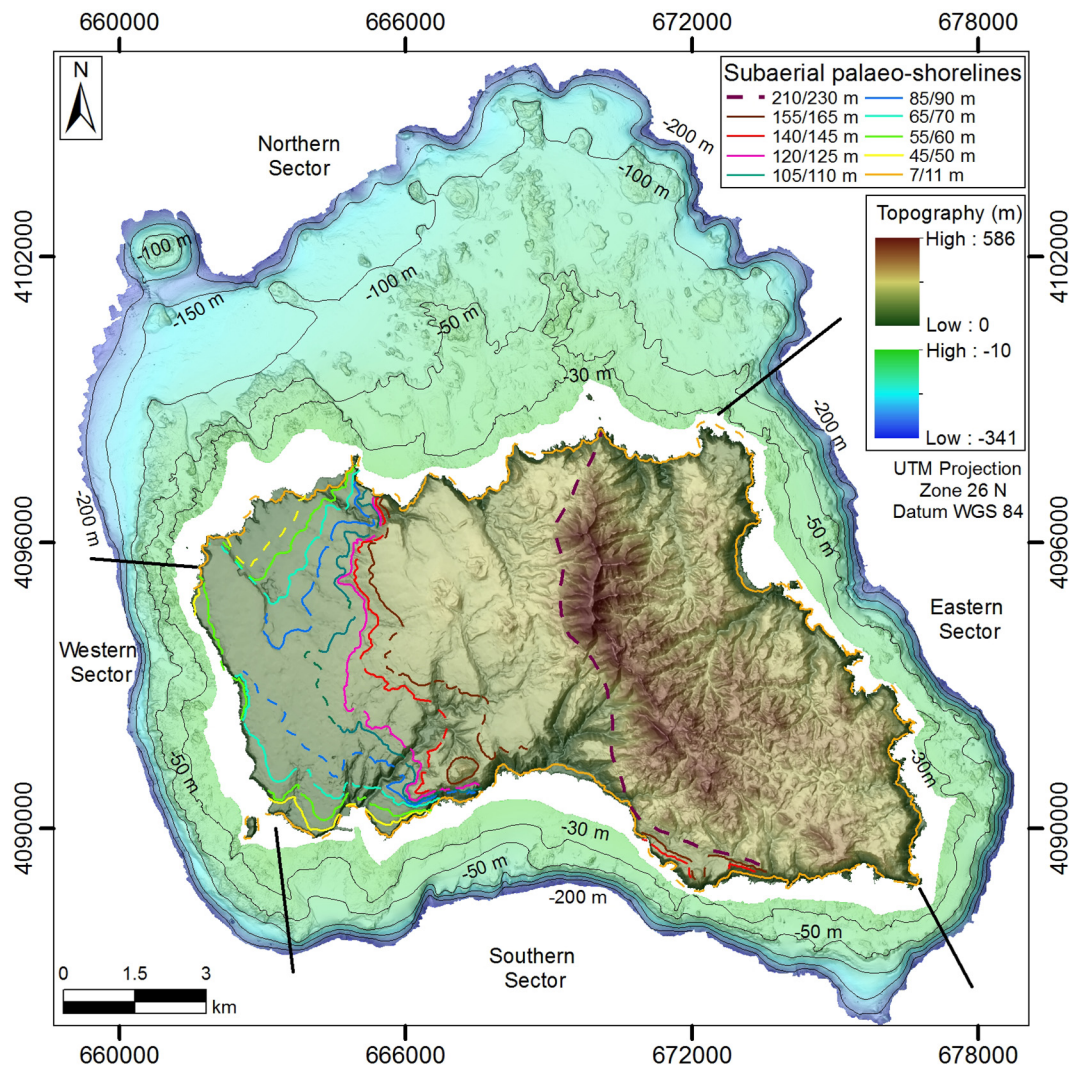 660000
666000
672000
678000
N
Subaerial palaeo-shorelines
210/230 m
85/90 m
155/165 m
65/70 m
140/145 m
55/60 m
120/125 m
45/50 m
105/110 m
7/11 m
Northern
Sector
-200 m
-100 m
Topography (m)
High : 586
Low : 0
High : -10
Low : -341
UTM Projection
Zone 26 N
Datum WGS 84
4102000
4102000
-100 m
-100 m
-150 m
-50 m
-30 m
-200 m
-200 m
-50 m
4096000
4096000
Eastern
Sector
Western
Sector
-50 m
-30m
4090000
4090000
-30 m
-50 m
-200 m
-50 m
Southern
Sector
0
1.5
3
km
660000
666000
672000
678000